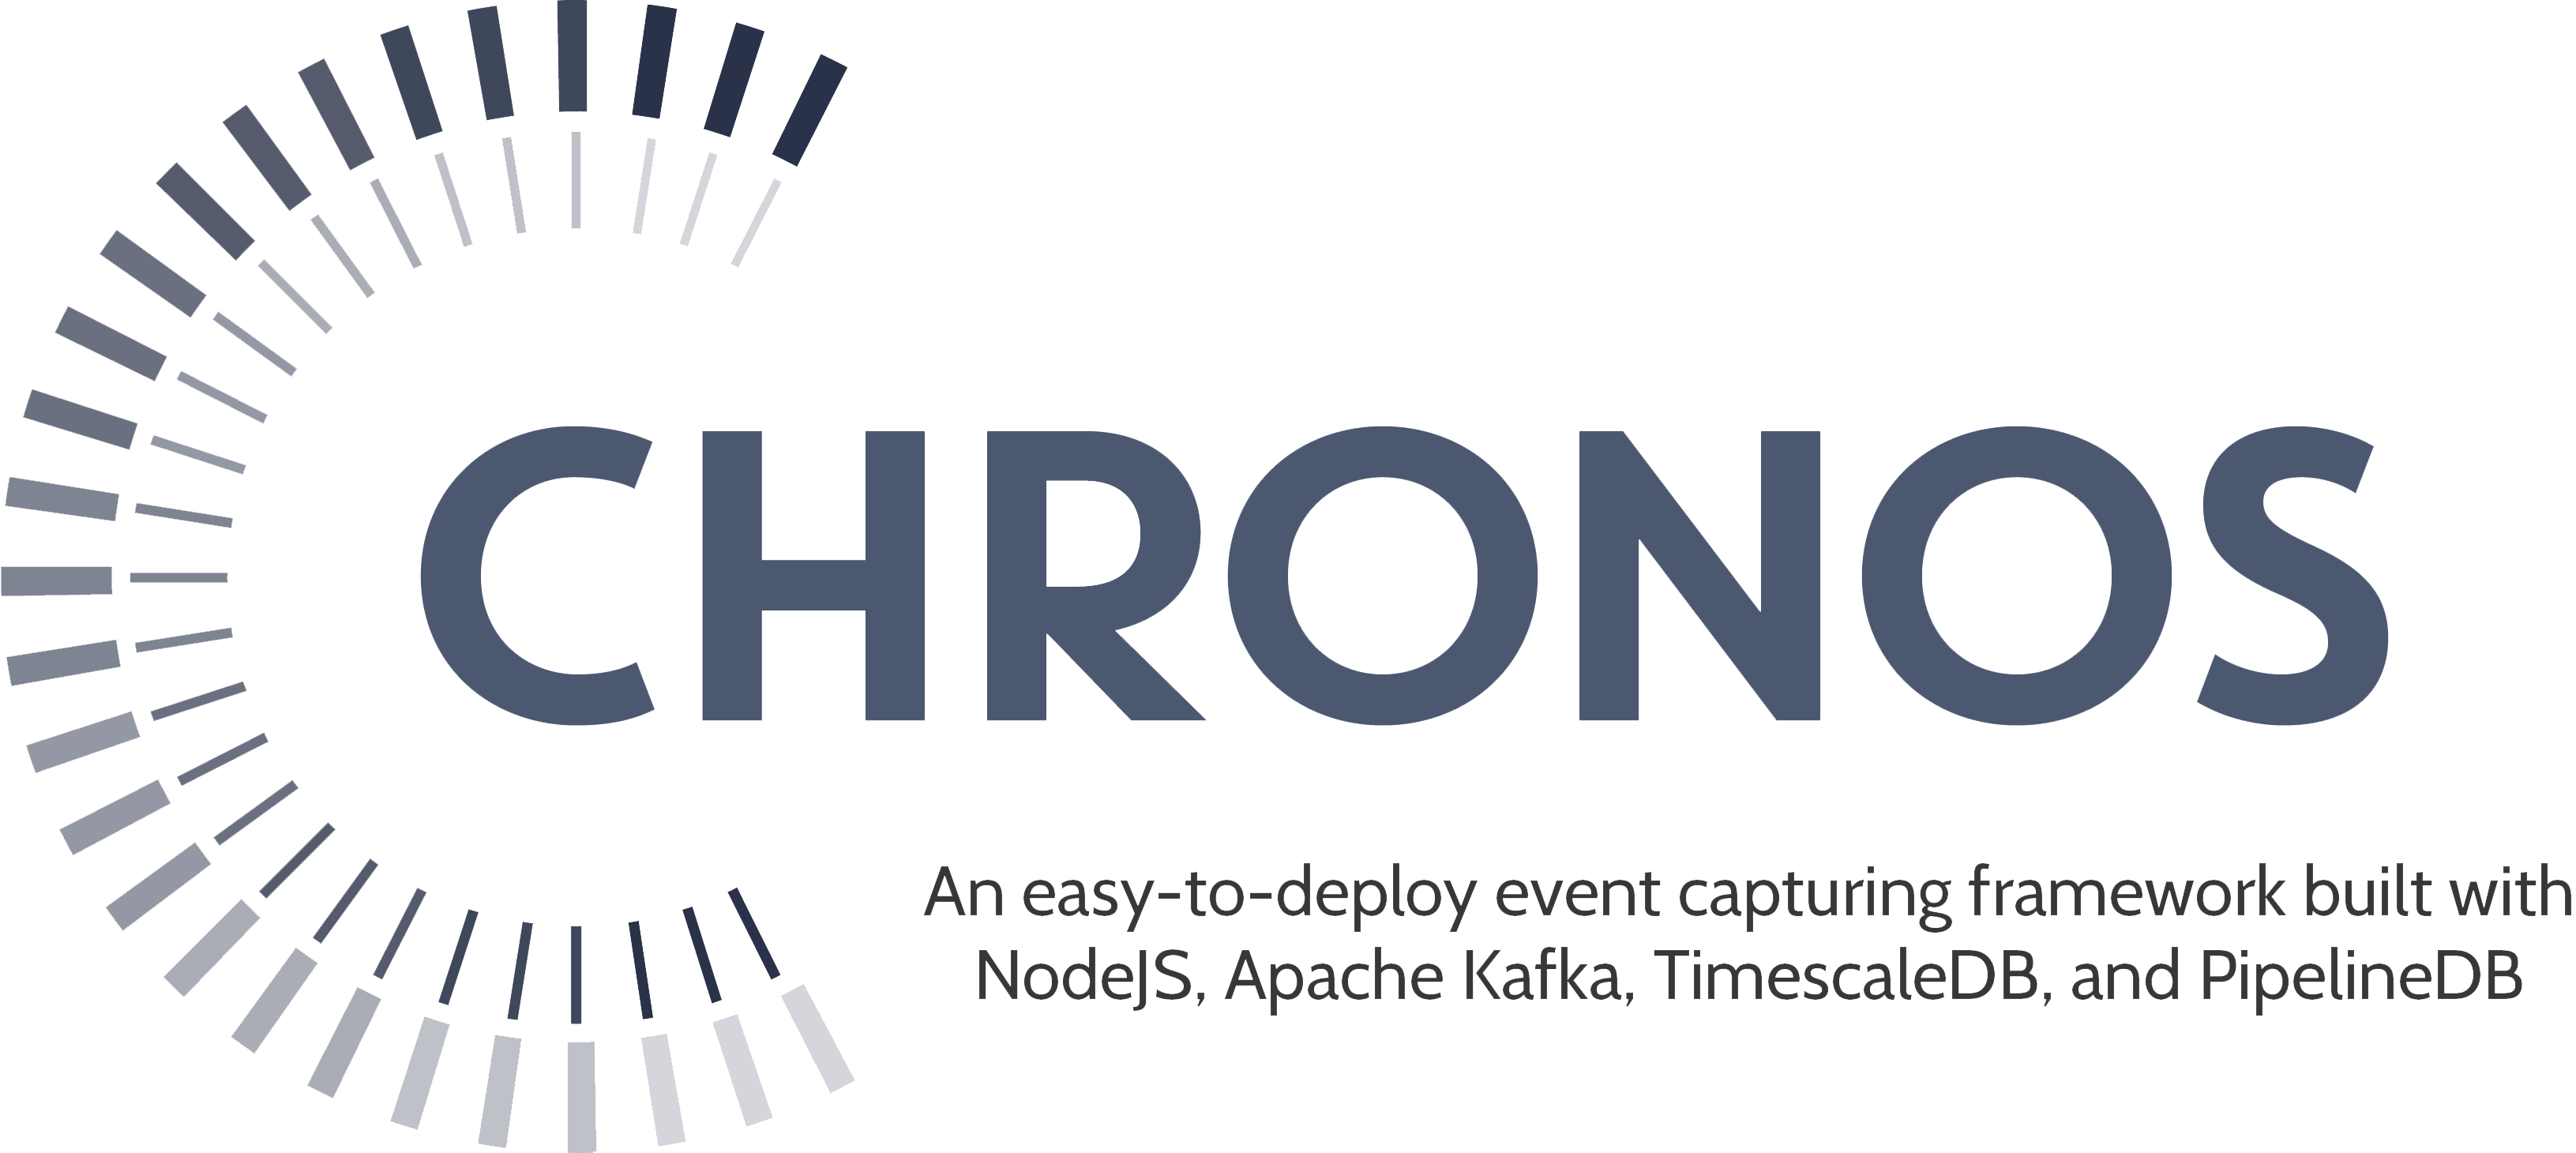 CHRONOS
An easy-to-deploy event capturing framework built with
NodeJS, Apache Kafka, TimescaleDB, and PipelineDB